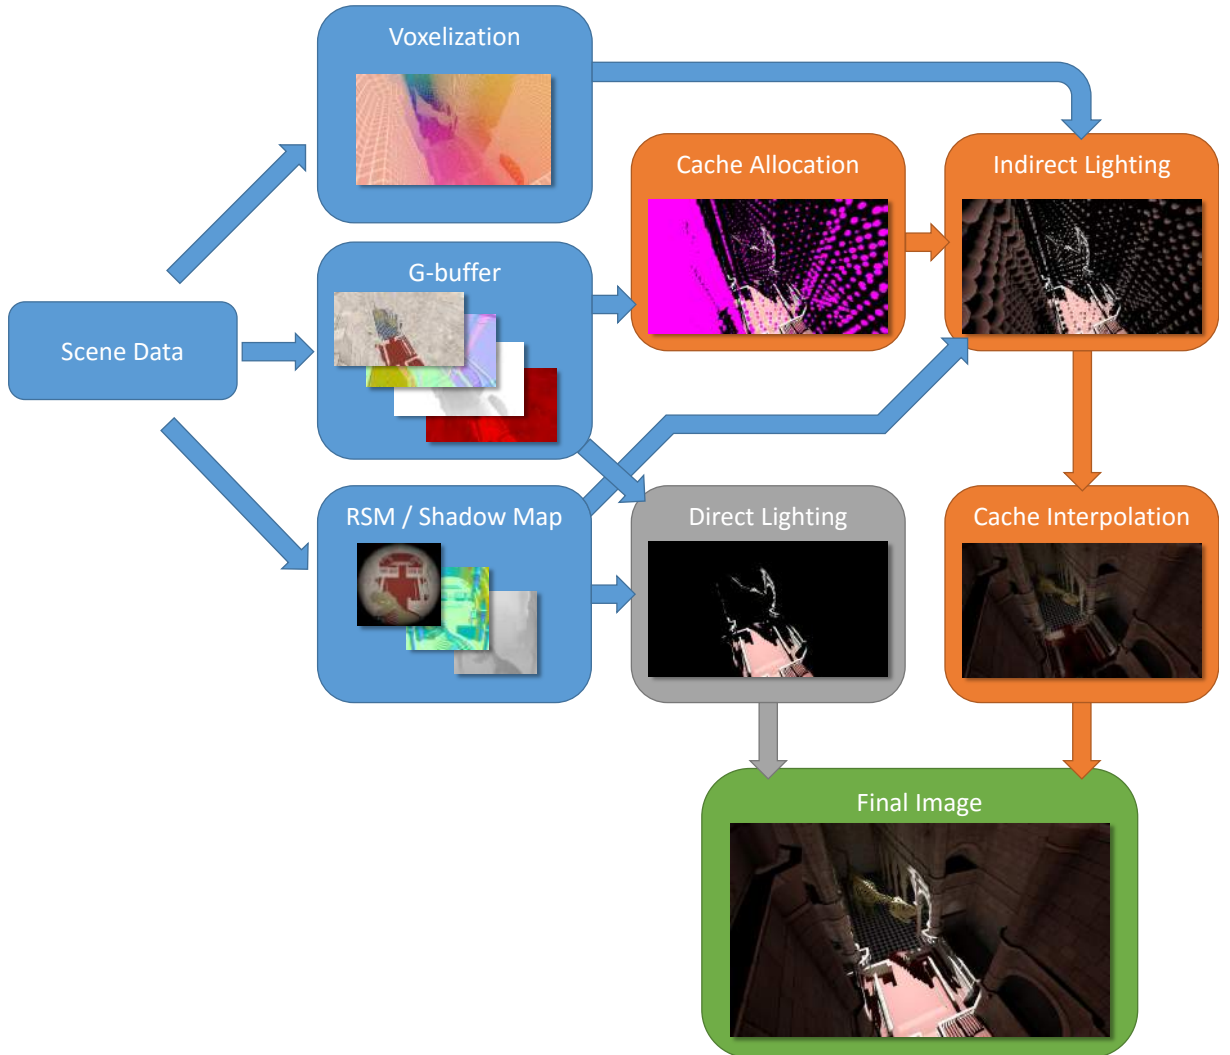 Voxelization
Cache Allocation
Indirect Lighting
G-buffer
Scene Data
RSM / Shadow Map
Direct Lighting
Cache Interpolation
Final Image